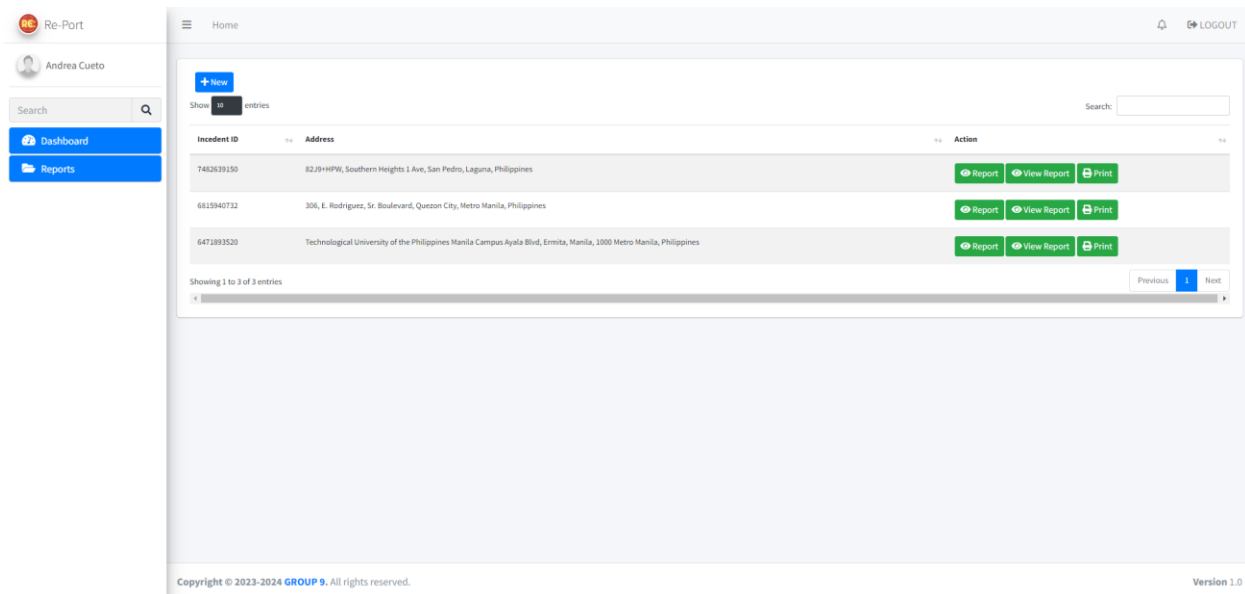 RE: Re-Port
Home
LOGOUT
Andrea Cueto
Search
Dashboard
Reports
New
Show 10 entries
Search:
Incedent ID Address Action
7482639150 82J9+HPW, Southern Heights 1 Ave, San Pedro, Laguna, Philippines Report View Report Print
6815940732 306, E. Rodriguez, Sr. Boulevard, Quezon City, Metro Manila, Philippines Report View Report Print
6471893520 Technological University of the Philippines Manila Campus Ayala Blvd, Ermita, Manila, 1000 Metro Manila, Philippines Report View Report Print
Showing 1 to 3 of 3 entries
Previous 1 Next
Copyright © 2023-2024 GROUP 9. All rights reserved.
Version 1.0